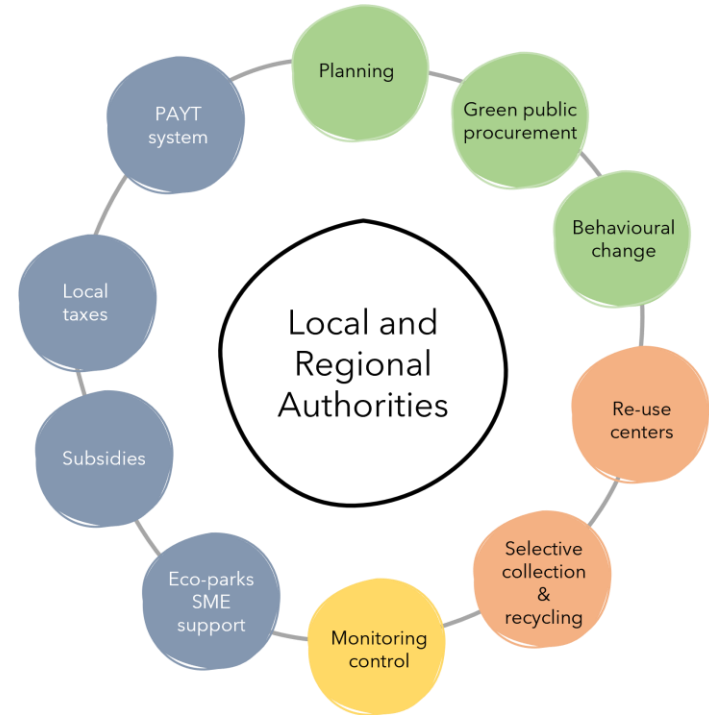 Planning
Green public
procurement
Behavioural
change
Re-use
centers
Selective
collection
&
recycling
Monitoring
control
Eco-parks
SME
support
Subsidies
Local
taxes
PAYT
system
Local and
Regional
Authorities